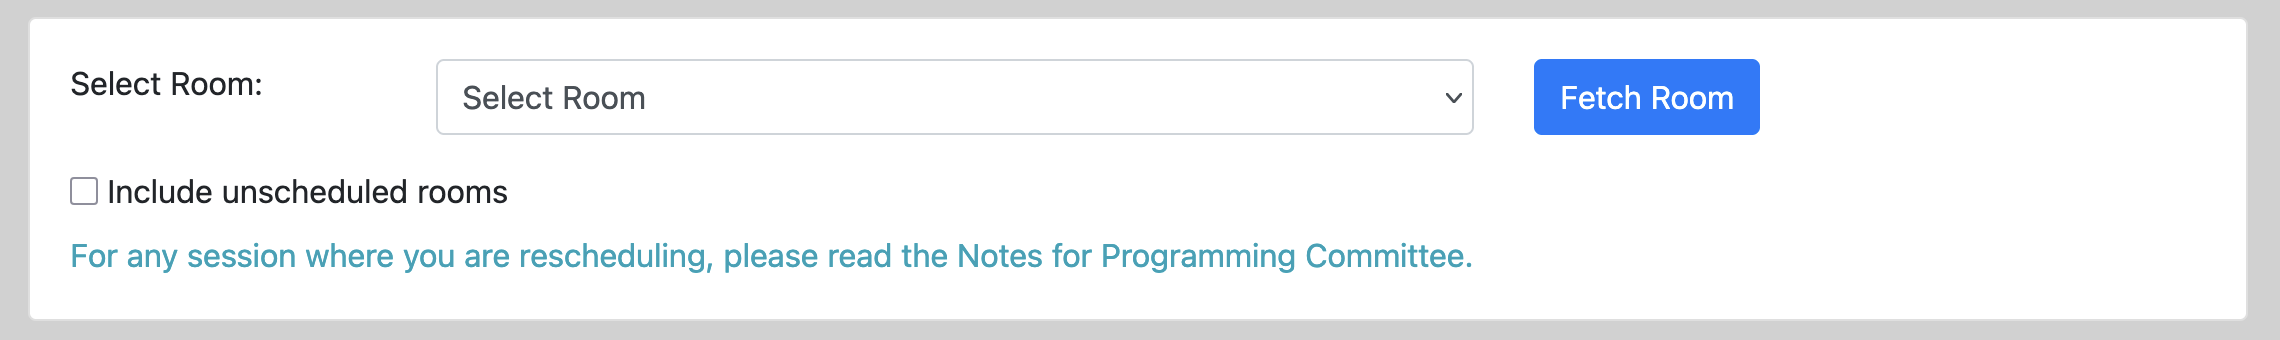 Select Room:
Select Room
Fetch Room
Include unscheduled rooms
For any session where you are rescheduling, please read the Notes for Programming Committee.